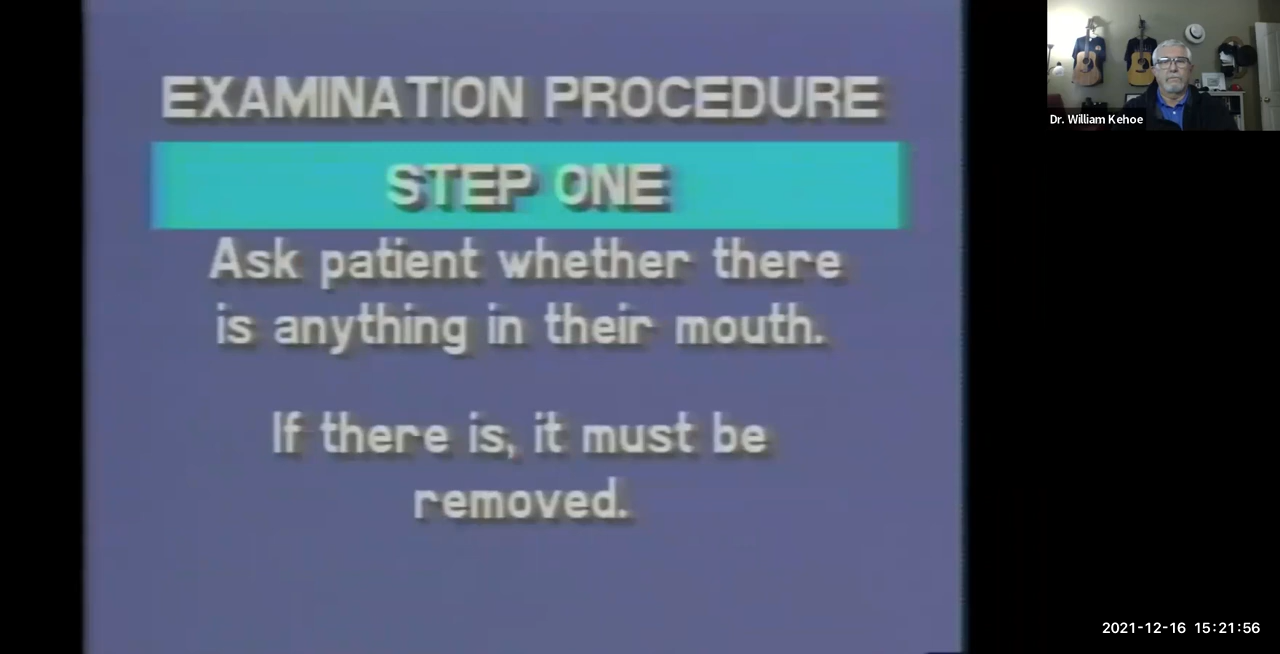 EXAMINATION PROCEDURE
STEP ONE
Ask patient whether there
is anything in their mouth.
If there is, it must be
removed.
Dr. William Kehoe
2021-12-16 15:21:56